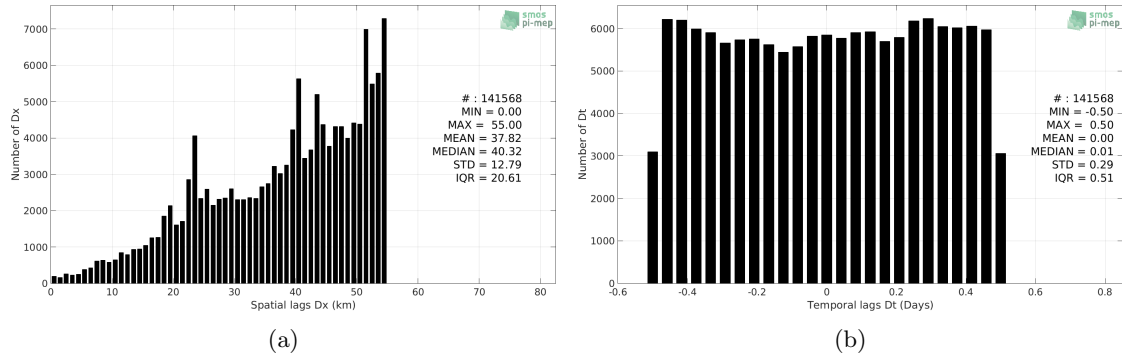 smos
pi-mep
7000
6000
5000
4000
3000
2000
1000
0
Number of Dx
# : 141568
MIN = 0.00
MAX = 55.00
MEAN = 37.82
MEDIAN = 40.32
STD = 12.79
IQR = 20.61
0 10 20 30 40 50 60 70 80
Spatial lags Dx (km)
(a)
smos
pi-mep
6000
5000
4000
3000
2000
1000
0
Number of Dt
# : 141568
MIN = -0.50
MAX = 0.50
MEAN = 0.00
MEDIAN = 0.01
STD = 0.29
IQR = 0.51
-0.6 -0.4 -0.2 0 0.2 0.4 0.6 0.8
Temporal lags Dt (Days)
(b)